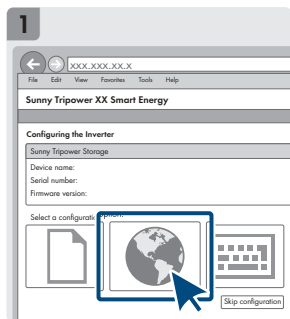 1
XXX.XXX.XX.X
File Edit View Favorites Tools Help
Sunny Tripower XX Smart Energy
Configuring the Inverter
Sunny Tripower Storage
Device name:
Serial number:
Firmware version:
Select a configuration option:
Skip configuration